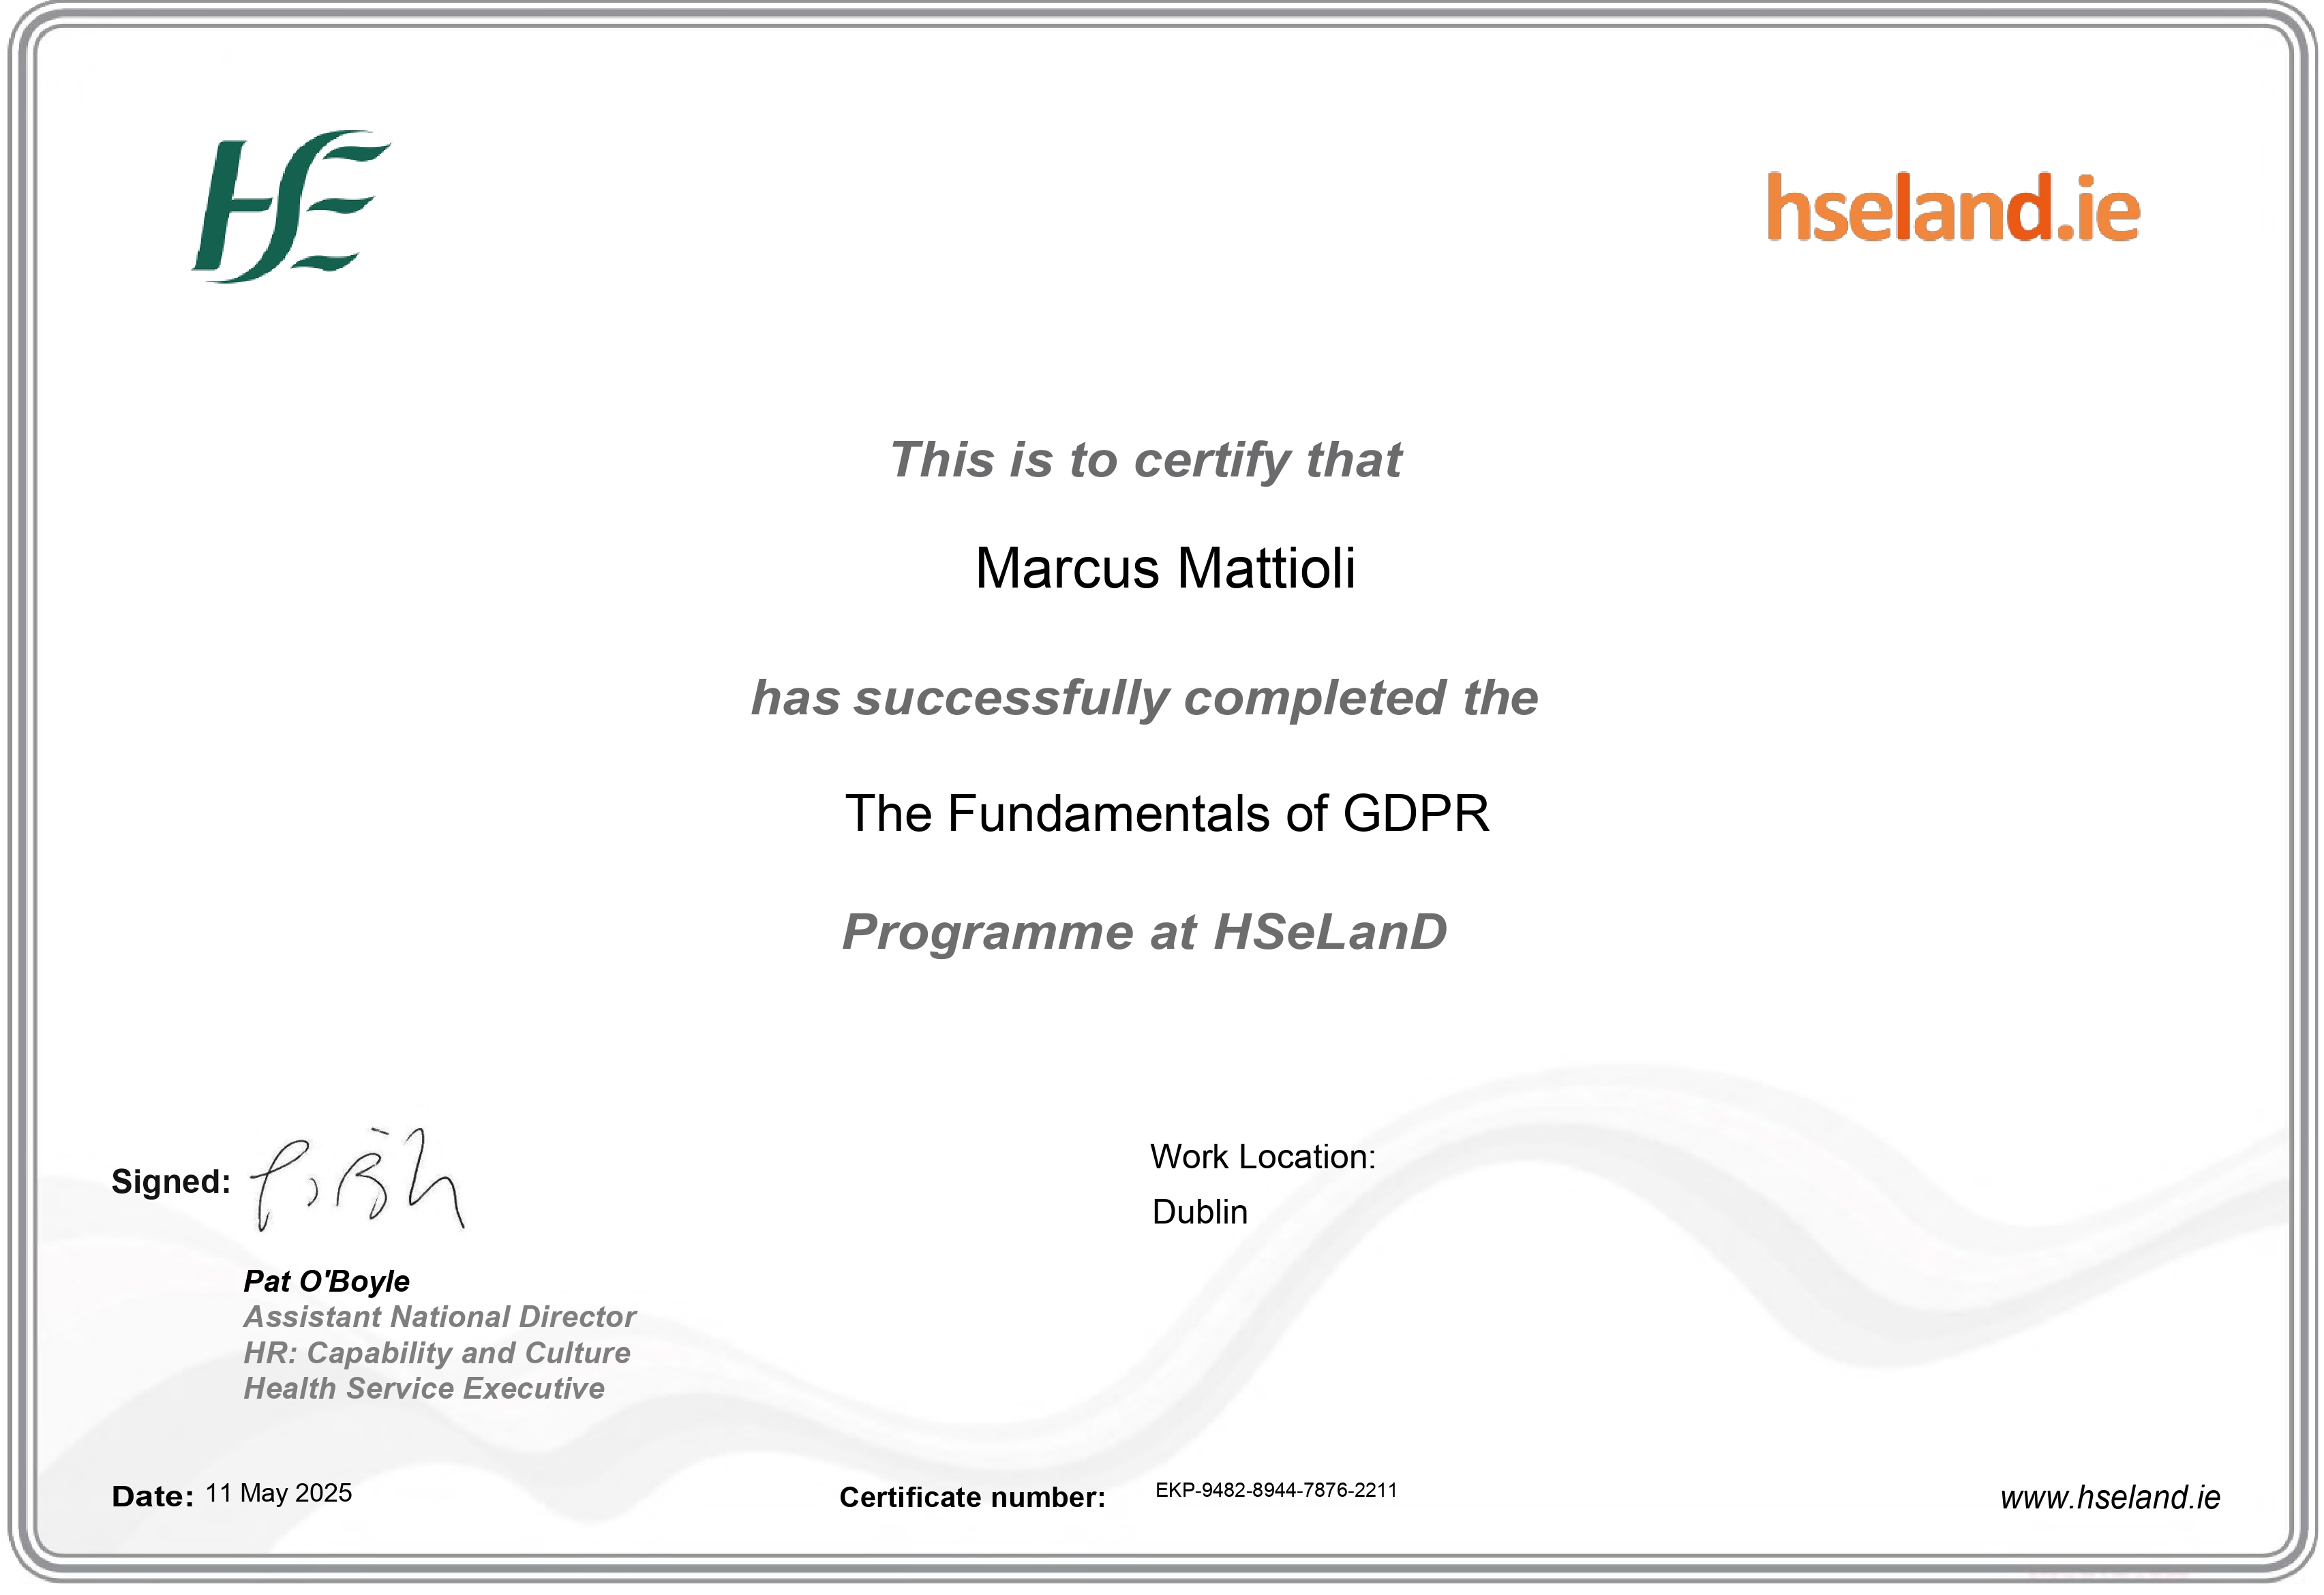 HSE
hseland.ie
This is to certify that
Marcus Mattioli
has successfully completed the
The Fundamentals of GDPR
Programme at HSeLanD
Signed:
Pat O'Boyle
Assistant National Director
HR: Capability and Culture
Health Service Executive
Work Location:
Dublin
Date: 11 May 2025
Certificate number: EKP-9482-8944-7876-2211
www.hseland.ie